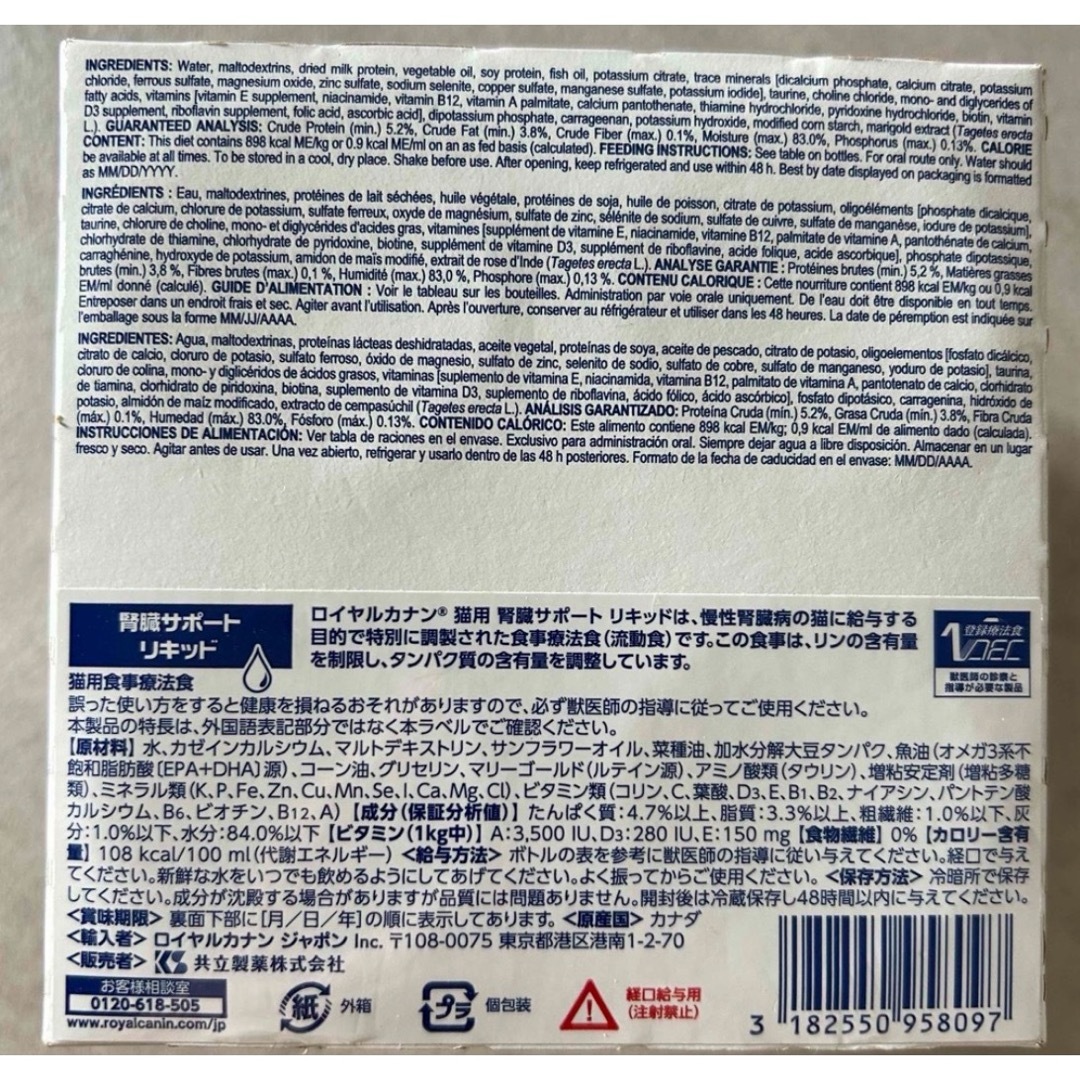 INGREDIENTS: Water, maltodextrins, dried milk protein, vegetable oil, soy protein, fish oil, potassium citrate, trace minerals [dicalcium phosphate, calcium citrate, potassium
chloride, ferrous sulfate, magnesium oxide, zinc sulfate, sodium selenite, copper sulfate, manganese sulfate, potassium iodide], taurine, choline chloride, mono- and diglycerides of
fatty acids, vitamins [vitamin E supplement, niacinamide, vitamin B12, vitamin A palmitate, calcium pantothenate, thiamine hydrochloride, pyridoxine hydrochloride, biotin, vitamin
D3 supplement, riboflavin supplement, folic acid, ascorbic acid], dipotassium phosphate, carrageenan, potassium hydroxide, modified corn starch, marigold extract (Tagetes erecta
L.). GUARANTEED ANALYSIS: Crude Protein (min.) 5.2%, Crude Fat (min.) 3.8%, Crude Fiber (max.) 0.1%, Moisture (max.) 83.0%, Phosphorus (max.) 0.13%. CALORIE
CONTENT: This diet contains 898 kcal ME/kg or 0.9 kcal ME/ml on an as fed basis (calculated). FEEDING INSTRUCTIONS: See table on bottles. For oral route only. Water should
be available at all times. To be stored in a cool, dry place. Shake before use. After opening, keep refrigerated and use within 48 h. Best by date displayed on packaging is formatted
as MM/DD/YYYY.
INGRÉDIENTS : Eau, maltodextrines, protéines de lait séchées, huile végétale, protéines de soja, huile de poisson, citrate de potassium, oligoéléments [phosphate dicalcique,
citrate de calcium, chlorure de potassium, sulfate ferreux, oxyde de magnésium, sulfate de zinc, sélénite de sodium, sulfate de cuivre, sulfate de manganèse, iodure de potassium],
taurine, chlorure de choline, mono- et diglycérides d'acides gras, vitamines [supplément de vitamine E, niacinamide, vitamine B12, palmitate de vitamine A, pantothénate de calcium,
chlorhydrate de thiamine, chlorhydrate de pyridoxine, biotine, supplément de vitamine D3, supplément de riboflavine, acide folique, acide ascorbique], phosphate dipotassique,
carraghénine, hydroxyde de potassium, amidon de maïs modifié, extrait de rose d'Inde (Tagetes erecta L.). ANALYSE GARANTIE : Protéines brutes (min.) 5,2 %, Matières grasses
brutes (min.) 3,8 %, Fibres brutes (max.) 0,1 %, Humidité (max.) 83,0 %, Phosphore (max.) 0,13 %. CONTENU CALORIQUE : Cette nourriture contient 898 kcal EM/kg ou 0,9 kcal
EM/ml donné (calculé). GUIDE D'ALIMENTATION : Voir le tableau sur les bouteilles. Administration par voie orale uniquement. De l'eau doit être disponible en tout temps.
Entreposer dans un endroit frais et sec. Agiter avant l'utilisation. Après l'ouverture, conserver au réfrigérateur et utiliser dans les 48 heures. La date de péremption est indiquée sur
l'emballage sous la forme MM/JJ/AAAA.
INGREDIENTES: Agua, maltodextrinas, proteínas lácteas deshidratadas, aceite vegetal, proteínas de soya, aceite de pescado, citrato de potasio, oligoelementos [fosfato dicálcico,
citrato de calcio, cloruro de potasio, sulfato ferroso, óxido de magnesio, sulfato de zinc, selenito de sodio, sulfato de cobre, sulfato de manganeso, yoduro de potasio], taurina,
cloruro de colina, mono- y diglicéridos de ácidos grasos, vitaminas [suplemento de vitamina E, niacinamida, vitamina B12, palmitato de vitamina A, pantotenato de calcio, clorhidrato
de tiamina, clorhidrato de piridoxina, biotina, suplemento de vitamina D3, suplemento de riboflavina, ácido fólico, ácido ascórbico], fosfato dipotásico, carragenina, hidróxido de
potasio, almidón de maíz modificado, extracto de cempasúchil (Tagetes erecta L.). ANÁLISIS GARANTIZADO: Proteína Cruda (mín.) 5.2%, Grasa Cruda (mín.) 3.8%, Fibra Cruda
(máx.) 0.1%, Humedad (máx.) 83.0%, Fósforo (máx.) 0.13%. CONTENIDO CALÓRICO: Este alimento contiene 898 kcal EM/kg; 0,9 kcal EM/ml de alimento dado (calculada).
INSTRUCCIONES DE ALIMENTACIÓN: Ver tabla de raciones en el envase. Exclusivo para administración oral. Siempre dejar agua a libre disposición. Almacenar en un lugar
fresco y seco. Agitar antes de usar. Una vez abierto, refrigerar y usarlo dentro de las 48 h posteriores. Formato de la fecha de caducidad en el envase: MM/DD/AAAA.
腎臓サポート
リキッド
猫用食事療法食
ロイヤルカナン® 猫用 腎臓サポート リキッドは、慢性腎臓病の猫に給与する
目的で特別に調製された食事療法食(流動食)です。この食事は、リンの含有量
を制限し、タンパク質の含有量を調整しています。
登録療法食
VDEC
獣医師の診療と
指導が必要な製品
誤った使い方をすると健康を損ねるおそれがありますので、必ず獣医師の指導に従ってご使用ください。
本製品の特長は、外国語表記部分ではなく本ラベルでご確認ください。
【原材料】水、カゼインカルシウム、マルトデキストリン、サンフラワーオイル、菜種油、加水分解大豆タンパク、魚油(オメガ3系不
飽和脂肪酸〔EPA+DHA〕源)、コーン油、グリセリン、マリーゴールド(ルテイン源)、アミノ酸類(タウリン)、増粘安定剤(増粘多糖
類)、ミネラル類(K、P、Fe、Zn、Cu、Mn、Se、I、Ca、Mg、Cl)、ビタミン類(コリン、C、葉酸、D3、E、B1、B2、ナイアシン、パントテン酸
カルシウム、B6、ビオチン、B12、A)【成分(保証分析値)】たんぱく質:4.7%以上、脂質:3.3%以上、粗繊維:1.0%以下、灰
分:1.0%以下、水分:84.0%以下【ビタミン(1kg中)】A:3,500 IU、D3:280 IU、E:150 mg【食物繊維】0%【カロリー含有
量】108 kcal/100 ml(代謝エネルギー)<給与方法>ボトルの表を参考に獣医師の指導に従い与えてください。経口で与え
てください。新鮮な水をいつでも飲めるようにしてあげてください。よく振ってからご使用ください。<保存方法>冷暗所で保存
してください。成分が沈殿する場合がありますが品質には問題ありません。開封後は冷蔵保存し48時間以内に与えてください。
<賞味期限>裏面下部に[月/日/年]の順に表示してあります。<原産国>カナダ
<輸入者>ロイヤルカナン ジャポン Inc. 〒108-0075 東京都港区港南1-2-70
<販売者> 共立製薬株式会社
お客様相談室
0120-618-505
www.royalcanin.com/jp
紙 外箱
プラ 個包装
経口給与用
(注射禁止)
3 182550 958097